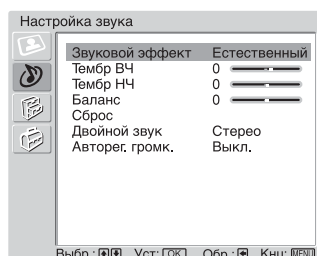 Настройка звука
Звуковой эффект Естественный
Тембр ВЧ 0
Тембр НЧ 0
Баланс 0
Сброс
Двойной звук Стерео
Авторег. громк. Выкл.
Выбр.: Уст: OK Обр.: Кнц: MENU